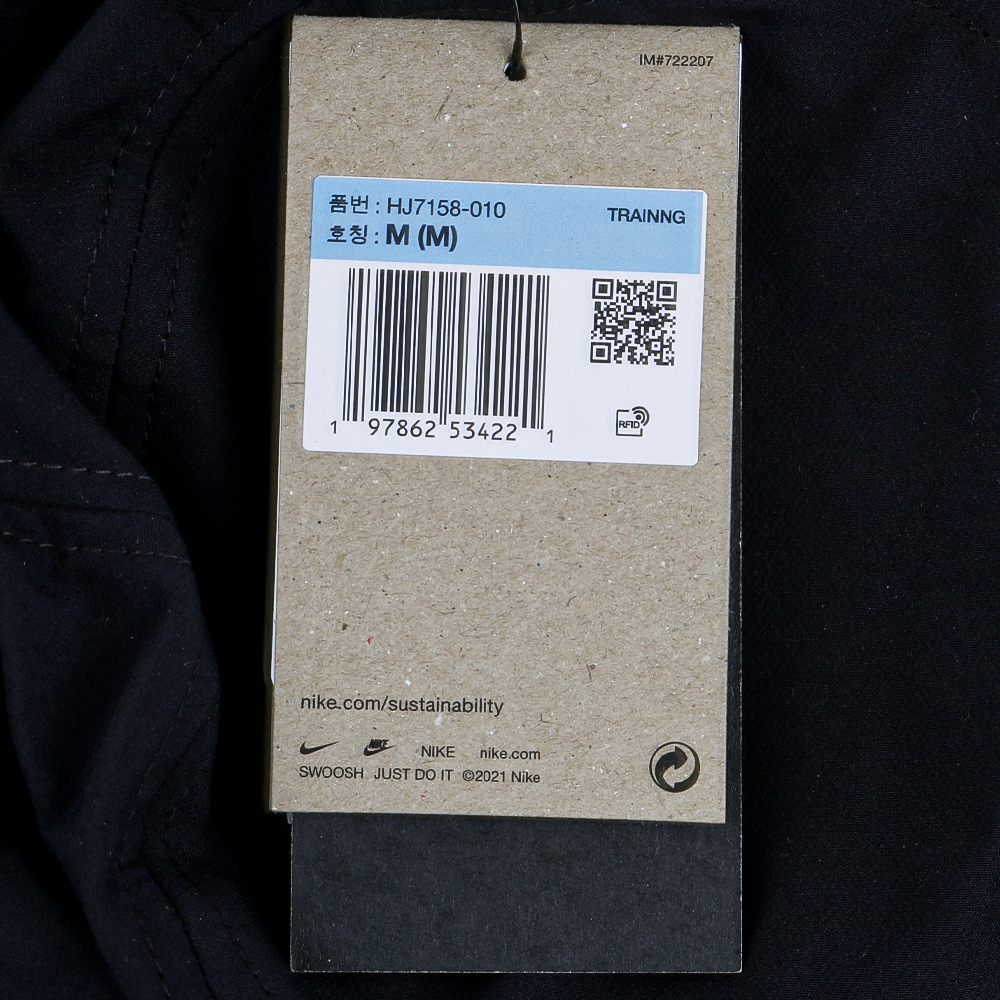 IM#722207
품번 : HJ7158-010
TRAINNG
호칭 : M (M)
1 97862 53422 1
RFID
nike.com/sustainability
NIKE NIKE nike.com
SWOOSH JUST DO IT ©2021 Nike